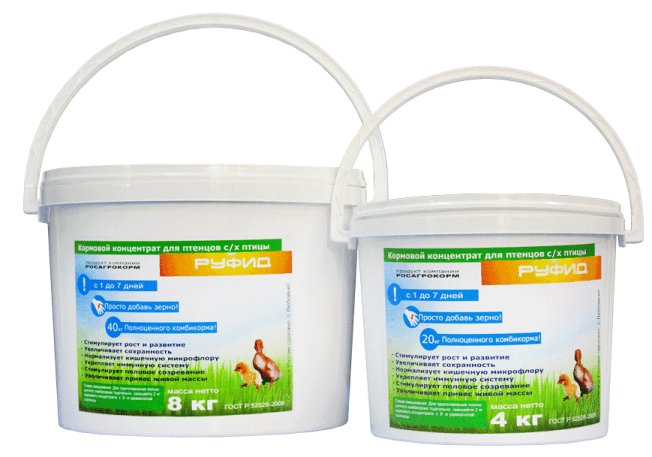 Кормовой концентрат для птенцов с/х птицы
ПРОДУКТ КОМПАНИИ
РОСАГРОКОРМ
РУФИД
! с 1 до 7 дней
Просто добавь зерно!
40кг Полноценного комбикорма!
· Стимулирует рост и развитие
· Увеличивает сохранность
· Нормализует кишечную микрофлору
· Укрепляет иммунную систему
· Стимулирует половое созревание
· Увеличивает привес живой массы
масса нетто
8 кг
ГОСТ Р 52526-2006
Кормовой концентрат для птенцов с/х птицы
ПРОДУКТ КОМПАНИИ
РОСАГРОКОРМ
РУФИД
! с 1 до 7 дней
Просто добавь зерно!
20кг Полноценного комбикорма!
· Стимулирует рост и развитие
· Увеличивает сохранность
· Нормализует кишечную микрофлору
· Укрепляет иммунную систему
· Стимулирует половое созревание
· Увеличивает привес живой массы
масса нетто
4 кг